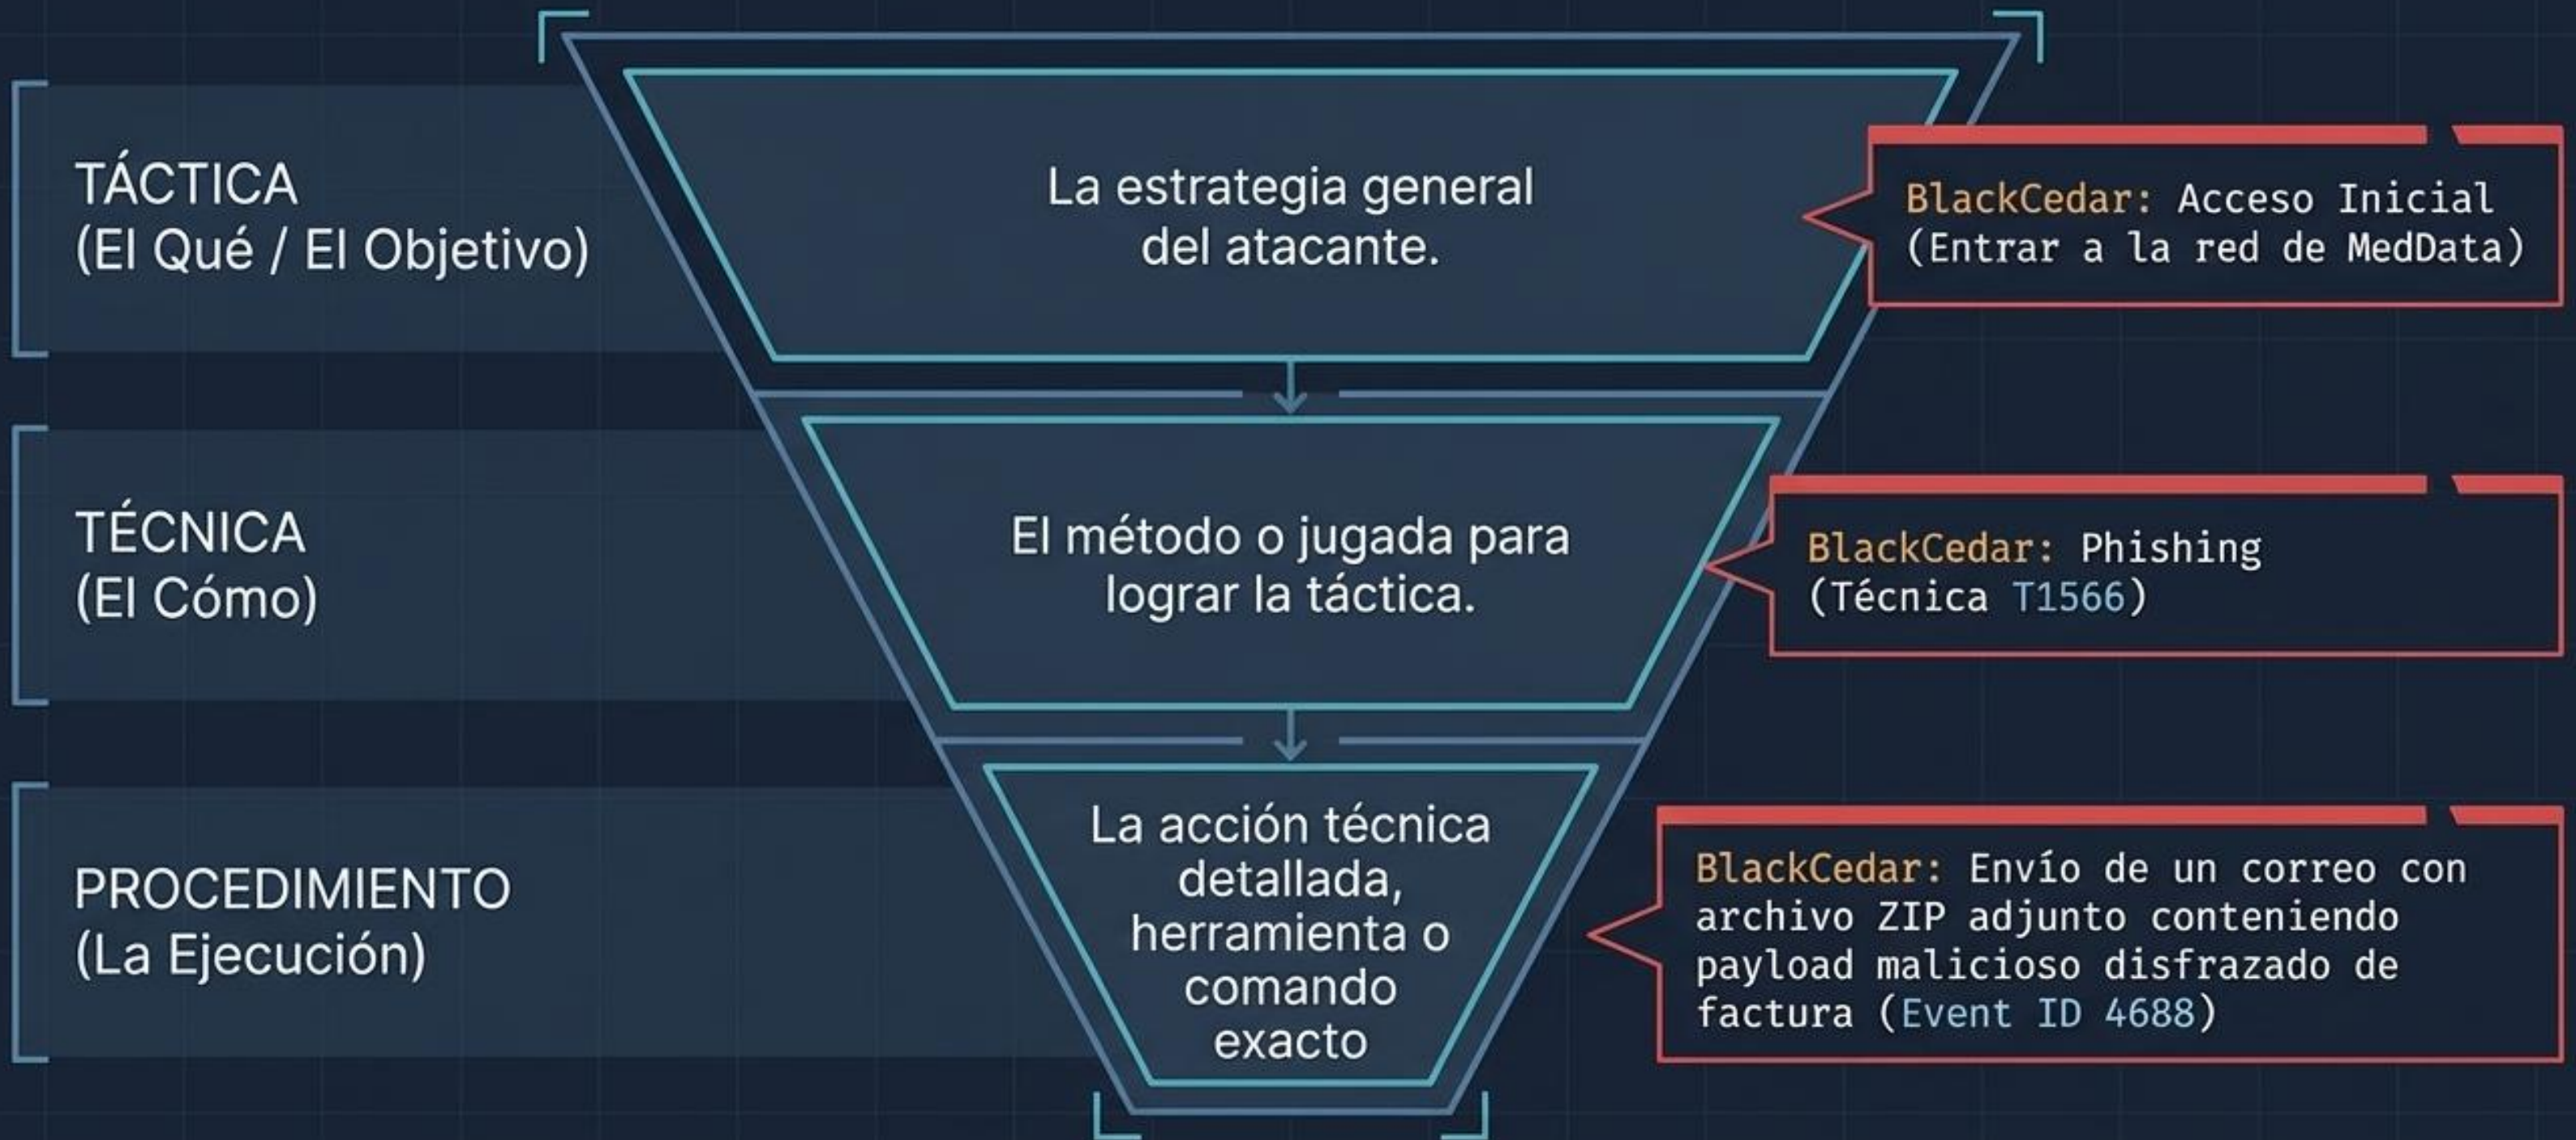 TÁCTICA
(El Qué / El Objetivo)
La estrategia general
del atacante.
BlackCedar: Acceso Inicial
(Entrar a la red de MedData)
TÉCNICA
(El Cómo)
El método o jugada para
lograr la táctica.
BlackCedar: Phishing
(Técnica T1566)
PROCEDIMIENTO
(La Ejecución)
La acción técnica
detallada,
herramienta o
comando
exacto
BlackCedar: Envío de un correo con
archivo ZIP adjunto conteniendo
payload malicioso disfrazado de
factura (Event ID 4688)